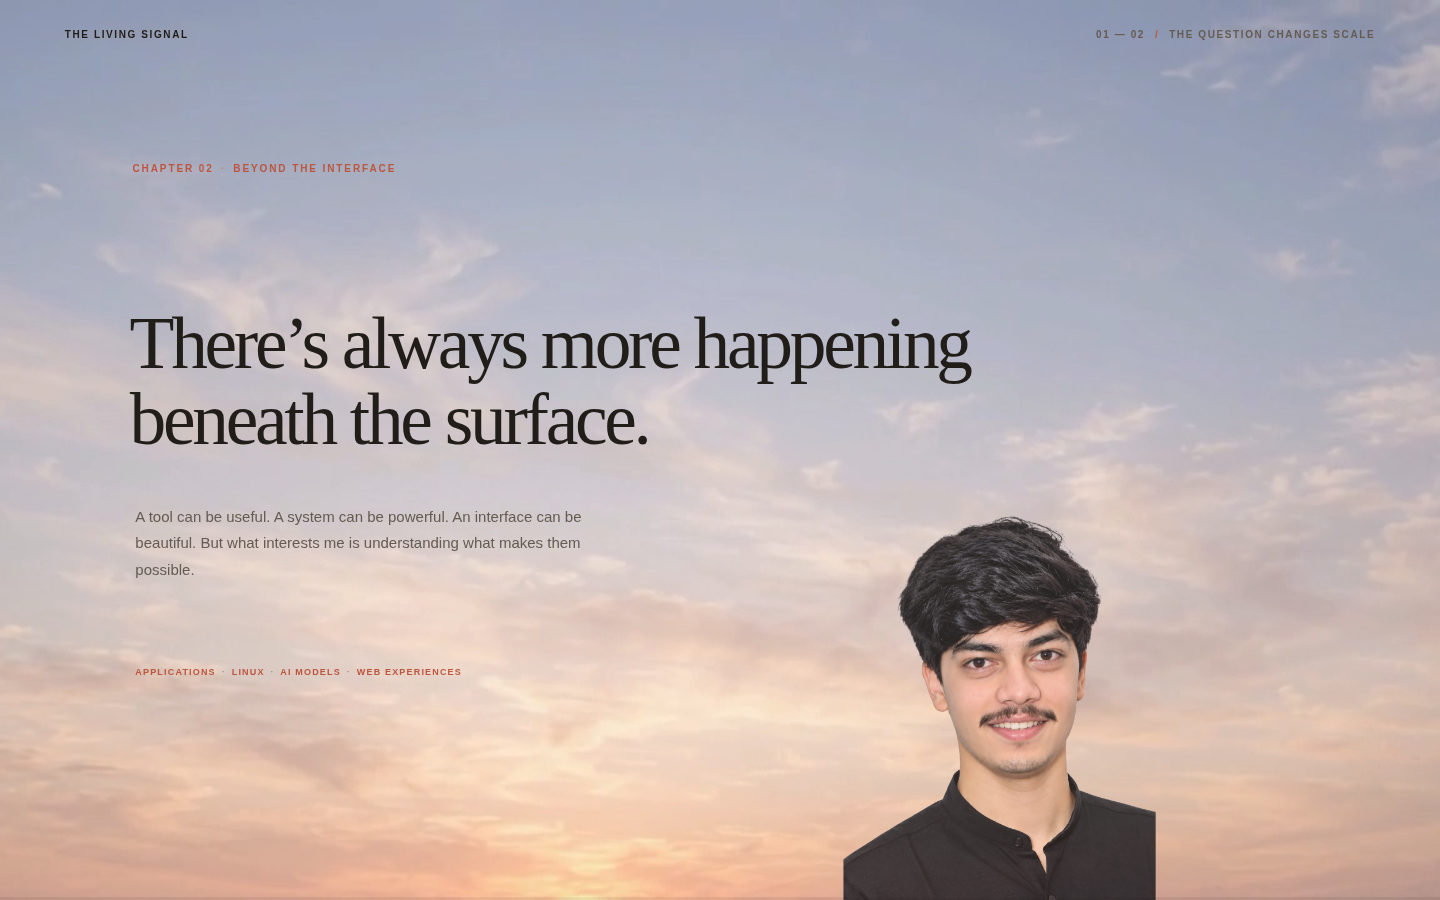 THE LIVING SIGNAL
01 — 02 / THE QUESTION CHANGES SCALE
CHAPTER 02 · BEYOND THE INTERFACE
There’s always more happening
beneath the surface.
A tool can be useful. A system can be powerful. An interface can be
beautiful. But what interests me is understanding what makes them
possible.
APPLICATIONS · LINUX · AI MODELS · WEB EXPERIENCES